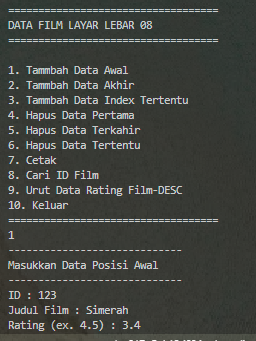 ===================================
DATA FILM LAYAR LEBAR 08
===================================
1. Tammbah Data Awal
2. Tammbah Data Akhir
3. Tammbah Data Index Tertentu
4. Hapus Data Pertama
5. Hapus Data Terkahir
6. Hapus Data Tertentu
7. Cetak
8. Cari ID Film
9. Urut Data Rating Film-DESC
10. Keluar
===================================
1
-----------------------------
Masukkan Data Posisi Awal
-----------------------------
ID : 123
Judul Film : Simerah
Rating (ex. 4.5) : 3.4